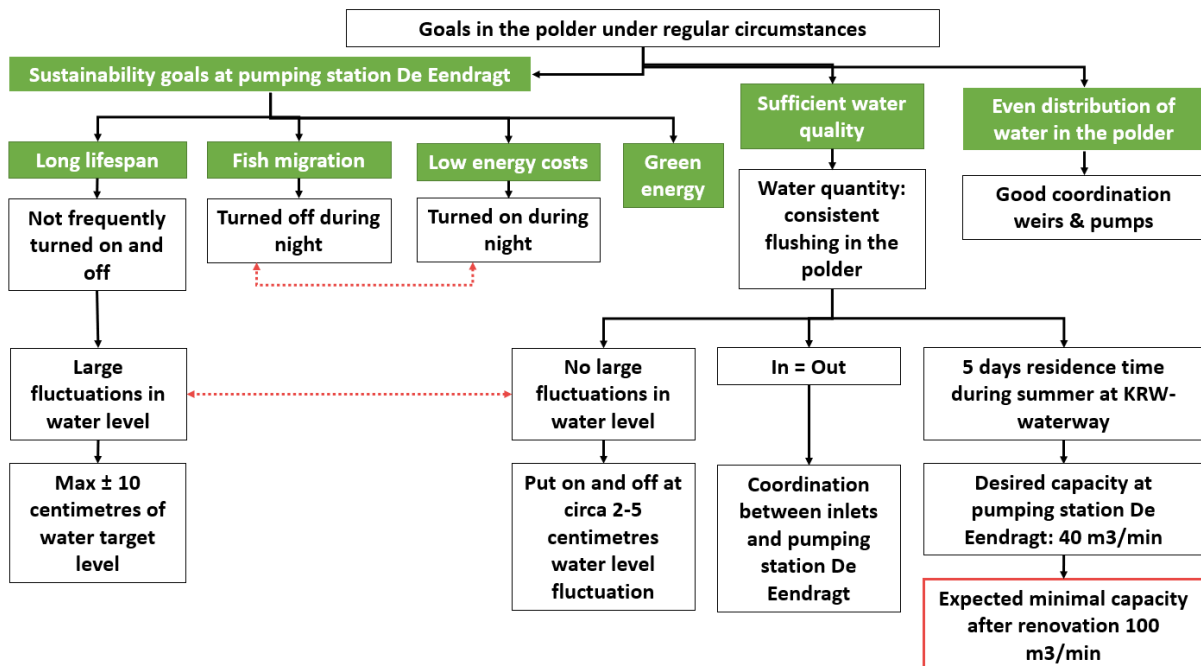 Goals in the polder under regular circumstances
Sustainability goals at pumping station De Eendragt
Sufficient water
quality
Even distribution of
water in the polder
Long lifespan
Fish migration
Low energy costs
Green
energy
Not frequently
turned on and
off
Turned off during
night
Turned on during
night
Water quantity:
consistent
flushing in the
polder
Good coordination
weirs & pumps
Large
fluctuations in
water level
No large
fluctuations in
water level
In = Out
5 days residence time
during summer at KRW-
waterway
Max ± 10
centimetres of
water target
level
Put on and off at
circa 2-5
centimetres
water level
fluctuation
Coordination
between inlets
and pumping
station De
Eendragt
Desired capacity at
pumping station De
Eendragt: 40 m3/min
Expected minimal capacity
after renovation 100
m3/min